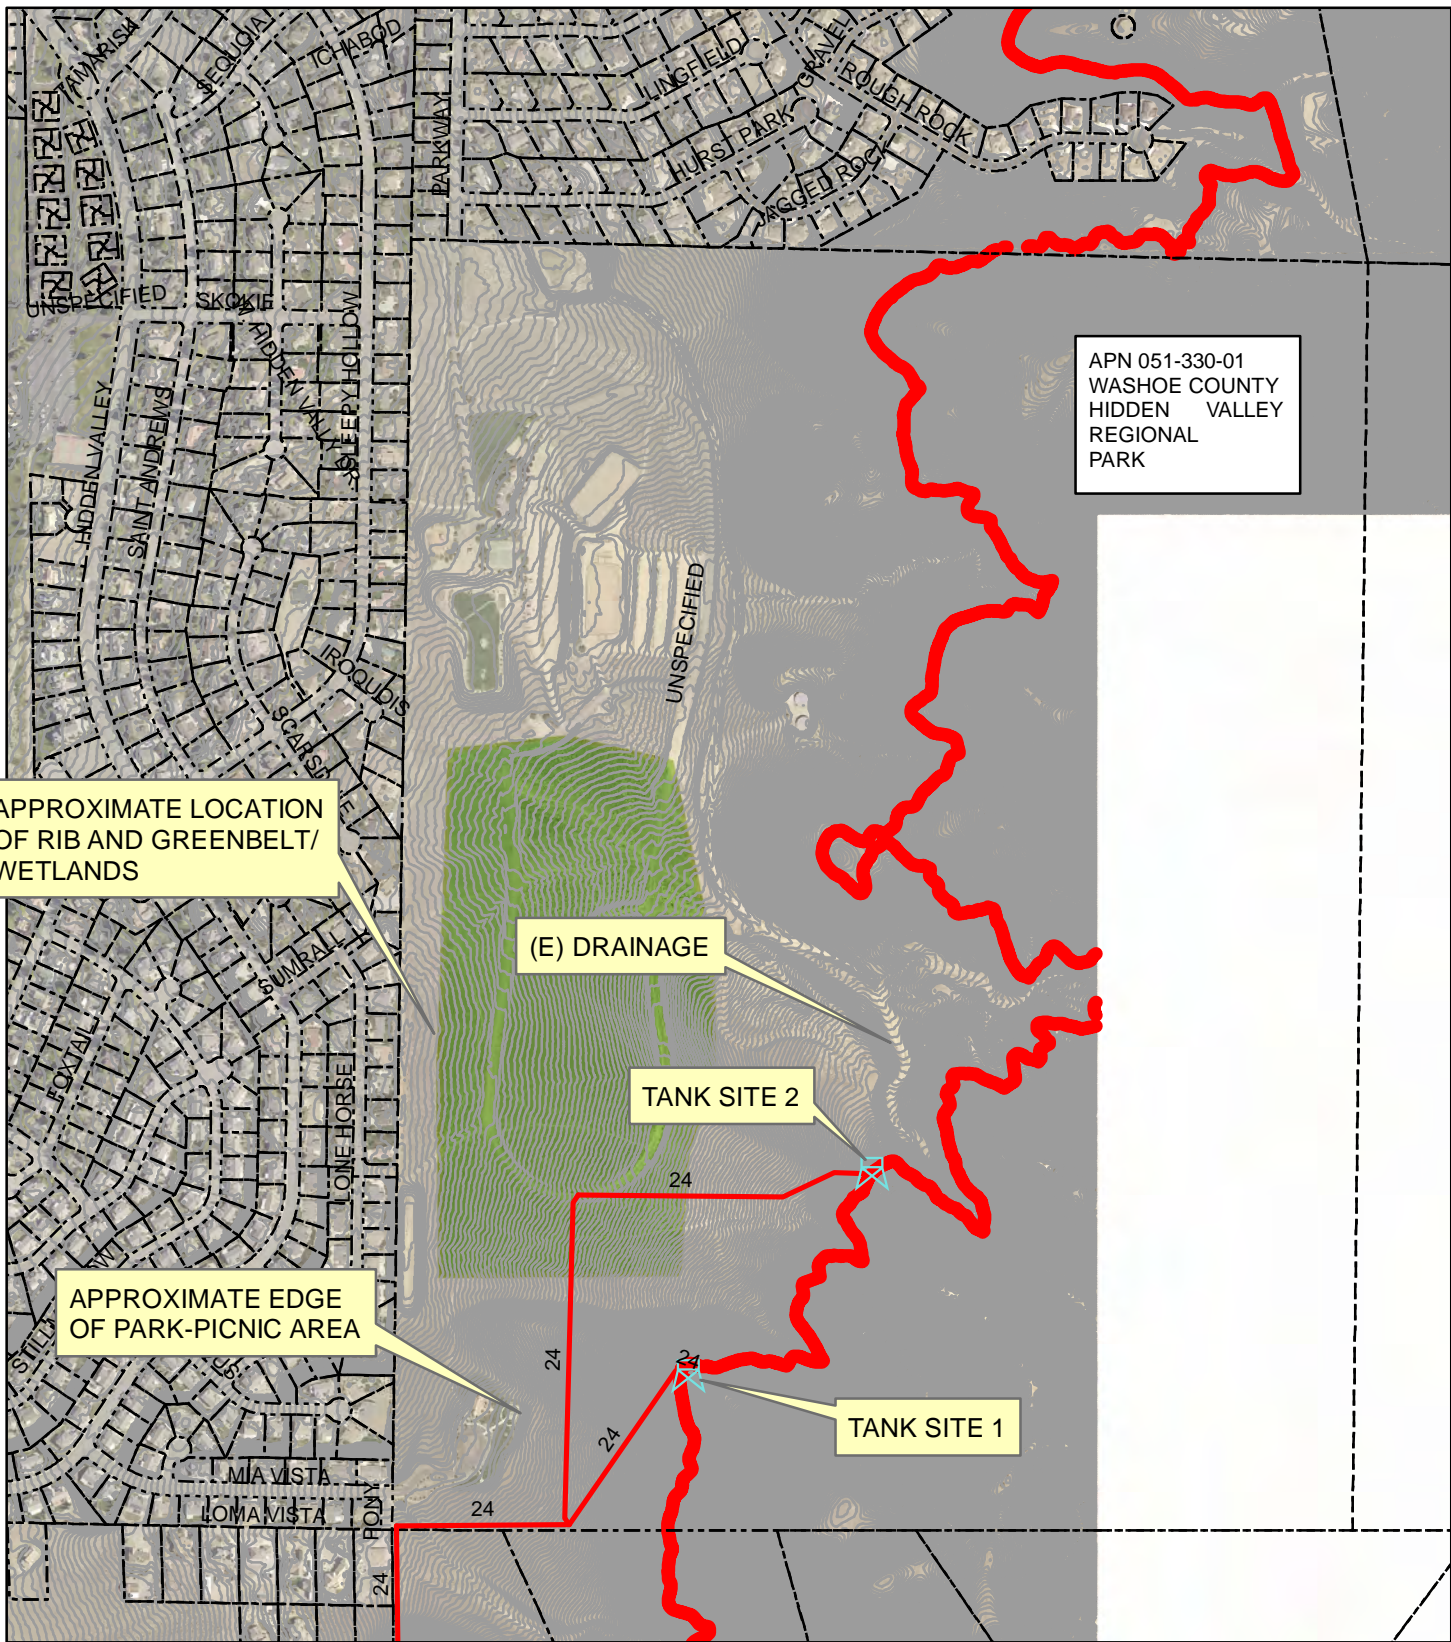 TAMARISK
SEQUOIA
ICHABOD
PARKWAY
LINGFIELD
GRAVEL
ROUGH ROCK
HURST PARK
JAGGED ROCK
UNSPECIFIED
SKOKIE
W HIDDEN VALLEY DR
SLEEPY HOLLOW
HIDDEN VALLEY
SAINT ANDREWS
APN 051-330-01
WASHOE COUNTY
HIDDEN VALLEY
REGIONAL
PARK
UNSPECIFIED
IROQUOIS
APPROXIMATE LOCATION
OF RIB AND GREENBELT/
WETLANDS
SUMRALL
(E) DRAINAGE
FOXTAIL
LONE HORSE
TANK SITE 2
24
APPROXIMATE EDGE
OF PARK-PICNIC AREA
24
24
24
TANK SITE 1
MIA VISTA
LOMA VISTA
PONY
24
24